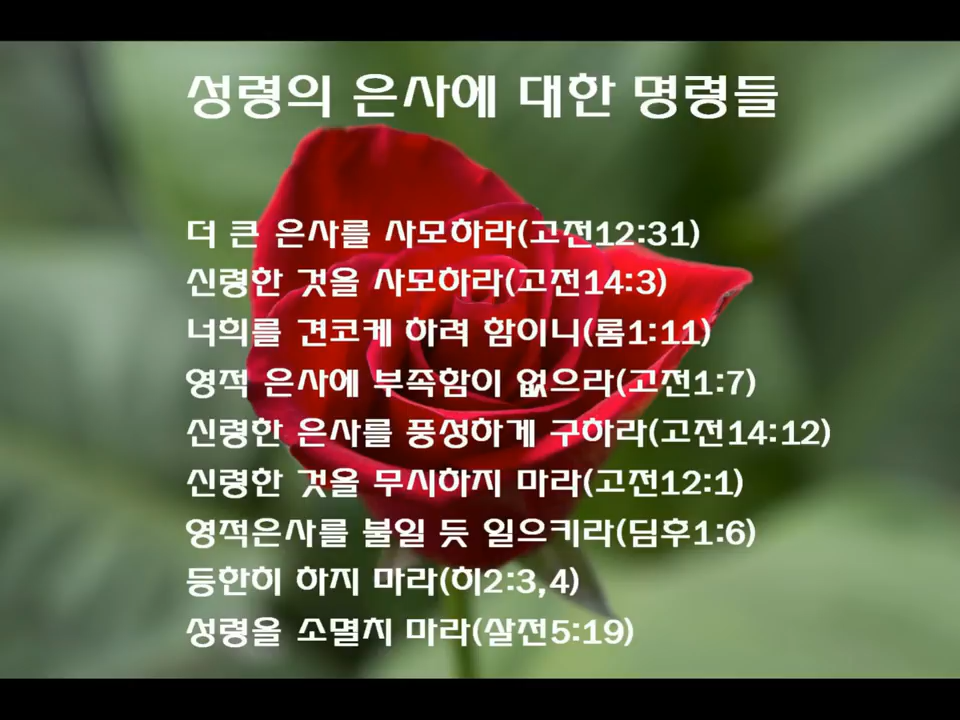 성령의 은사에 대한 명령들
더 큰 은사를 사모하라(고전12:31)
신령한 것을 사모하라(고전14:3)
너희를 견코케 하려 함이니(롬1:11)
영적 은사에 부족함이 없으라(고전1:7)
신령한 은사를 풍성하게 구하라(고전14:12)
신령한 것을 무시하지 마라(고전12:1)
영적은사를 불일 듯 일으키라(딤후1:6)
등한히 하지 마라(히2:3,4)
성령을 소멸치 마라(살전5:19)